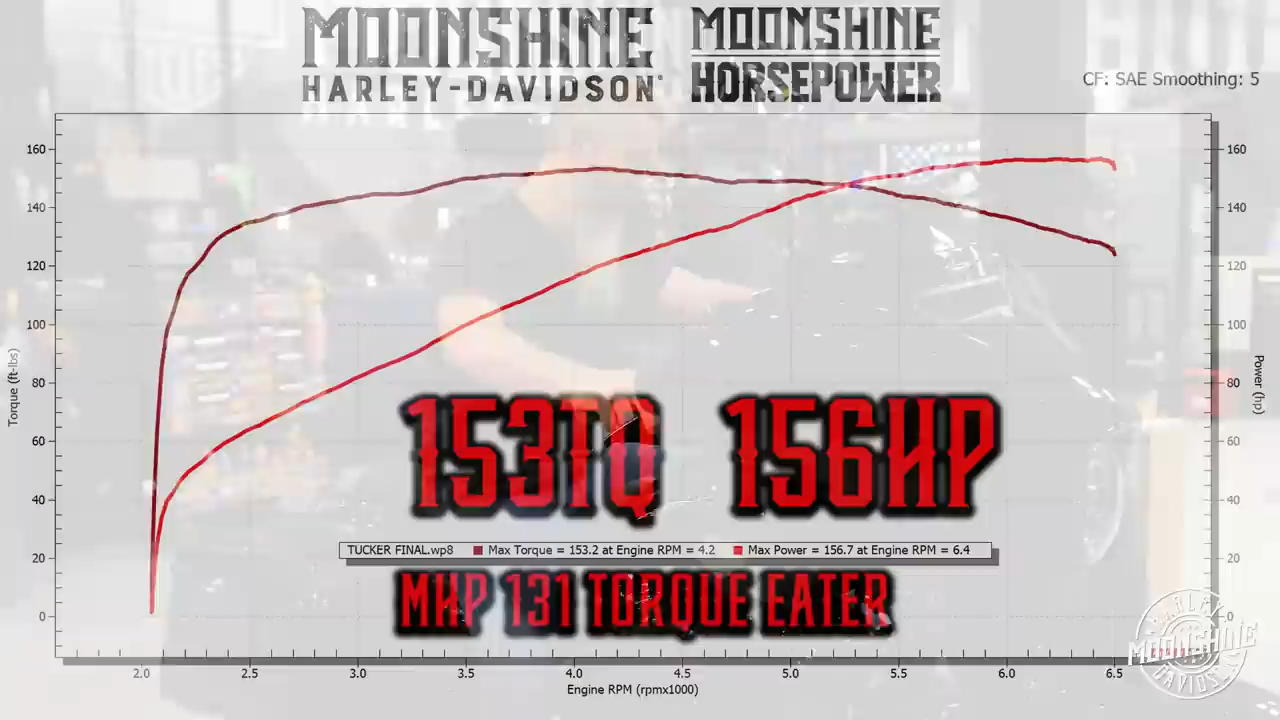 MOONSHINE
HARLEY-DAVIDSON
MOONSHINE
HORSEPOWER
CF: SAE Smoothing: 5
160
140
120
100
80
60
40
20
0
Torque (ft-lbs)
160
140
120
100
80
60
40
20
0
Power (hp)
153TQ 156HP
TUCKER FINAL.wp8 Max Torque = 153.2 at Engine RPM = 4.2 Max Power = 156.7 at Engine RPM = 6.4
MHP 131 TORQUE EATER
2.0 2.5 3.0 3.5 4.0 4.5 5.0 5.5 6.0 6.5
Engine RPM (rpmx1000)
HARLEY
MOONSHINE
DAVIDSON